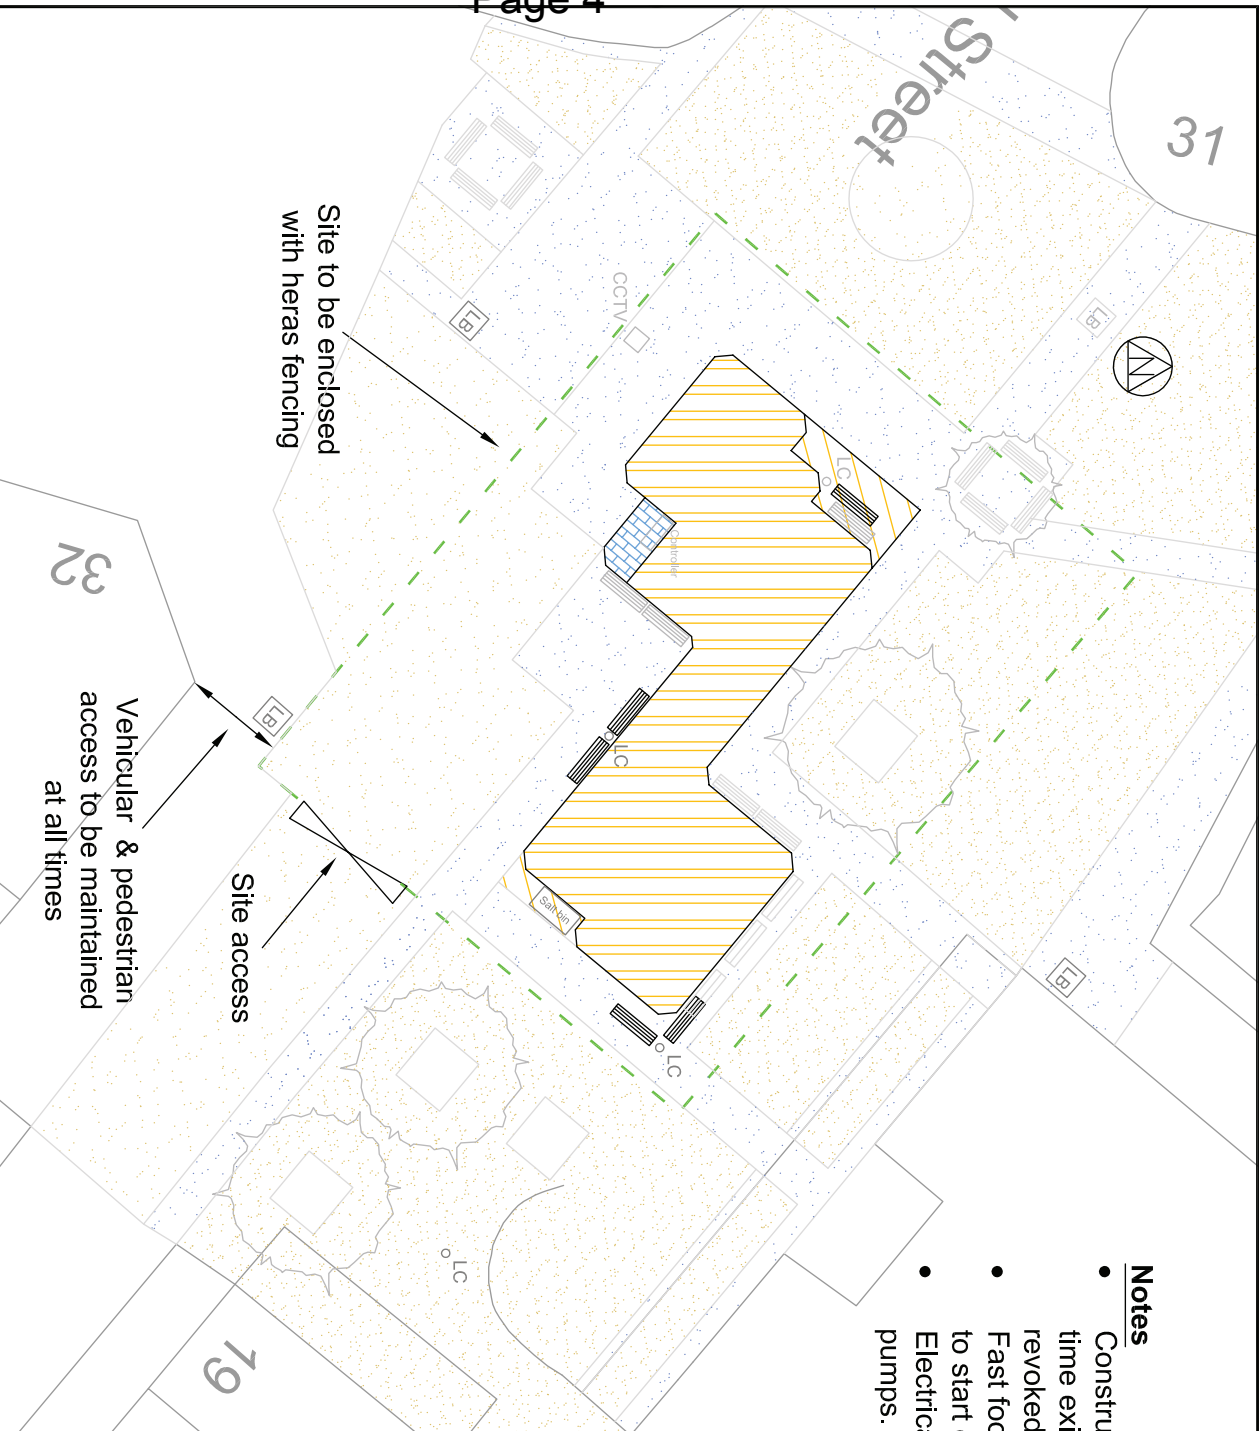 Page 4
Street
31
LB
N
CCTV
LB
Site to be enclosed
with heras fencing
LC
Controller
32
LB
LC
Vehicular & pedestrian
access to be maintained
at all times
Site access
Salt bin
LB
LC
LC
19
Notes
• Constru
time exi
revoked
• Fast foo
to start
• Electrica
pumps.